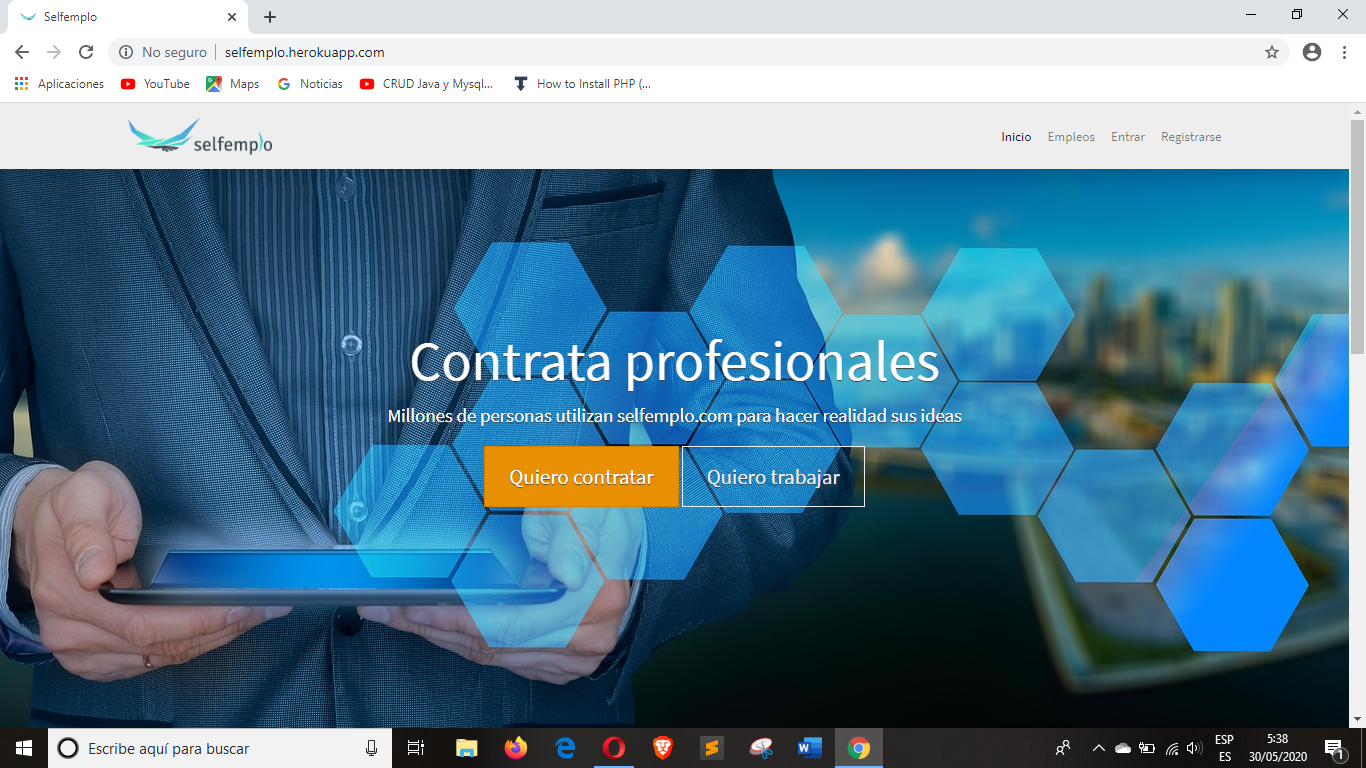 Selfemplo
No seguro
selfemplo.herokuapp.com
Aplicaciones
YouTube
Maps
Noticias
CRUD Java y Mysql...
How to Install PHP (...
selfemplo
Inicio
Empleos
Entrar
Registrarse
Contrata profesionales
Millones de personas utilizan selfemplo.com para hacer realidad sus ideas
Quiero contratar
Quiero trabajar
Escribe aquí para buscar
ESP
ES
5:38
30/05/2020
1